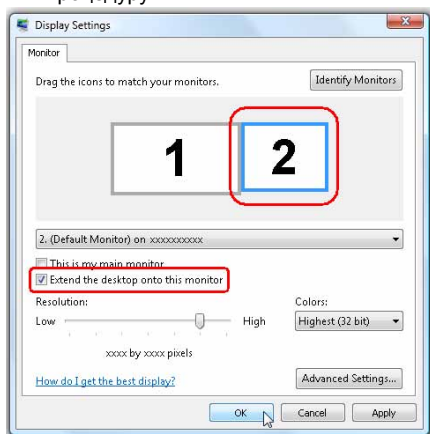 Display Settings
Monitor
Drag the icons to match your monitors.
Identify Monitors
1 2
2. (Default Monitor) on xxxxxxxxxx
This is my main monitor
Extend the desktop onto this monitor
Resolution:
Colors:
Low High
Highest (32 bit)
xxxx by xxxx pixels
How do I get the best display?
Advanced Settings...
OK Cancel Apply